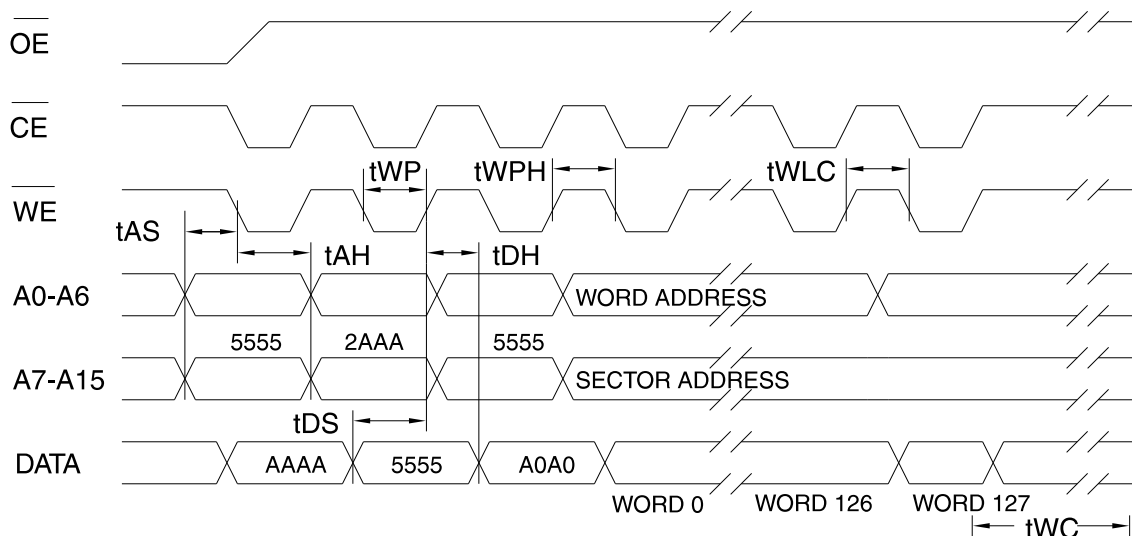 OE
CE
tWP tWPH tWLC
WE
tAS
tAH tDH
A0-A6 WORD ADDRESS
5555 2AAA 5555
A7-A15 SECTOR ADDRESS
tDS
DATA AAAA 5555 A0A0
WORD 0 WORD 126 WORD 127
tWC